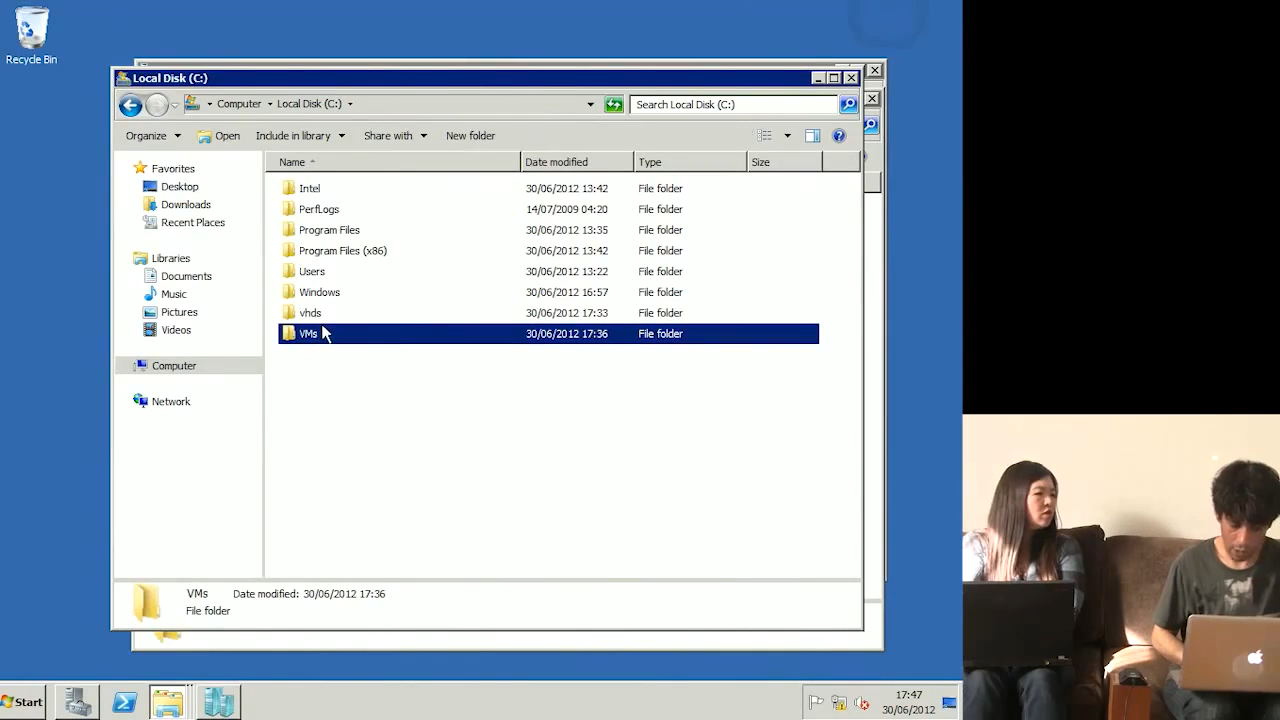 Recycle Bin
Local Disk (C:)
Computer Local Disk (C:)
Search Local Disk (C:)
Organize Open Include in library Share with New folder
Favorites
Desktop
Downloads
Recent Places
Libraries
Documents
Music
Pictures
Videos
Computer
Network
Name Date modified Type Size
Intel 30/06/2012 13:42 File folder
PerfLogs 14/07/2009 04:20 File folder
Program Files 30/06/2012 13:35 File folder
Program Files (x86) 30/06/2012 13:42 File folder
Users 30/06/2012 13:22 File folder
Windows 30/06/2012 16:57 File folder
vhds 30/06/2012 17:33 File folder
VMs 30/06/2012 17:36 File folder
VMs Date modified: 30/06/2012 17:36
File folder
Start
17:47
30/06/2012